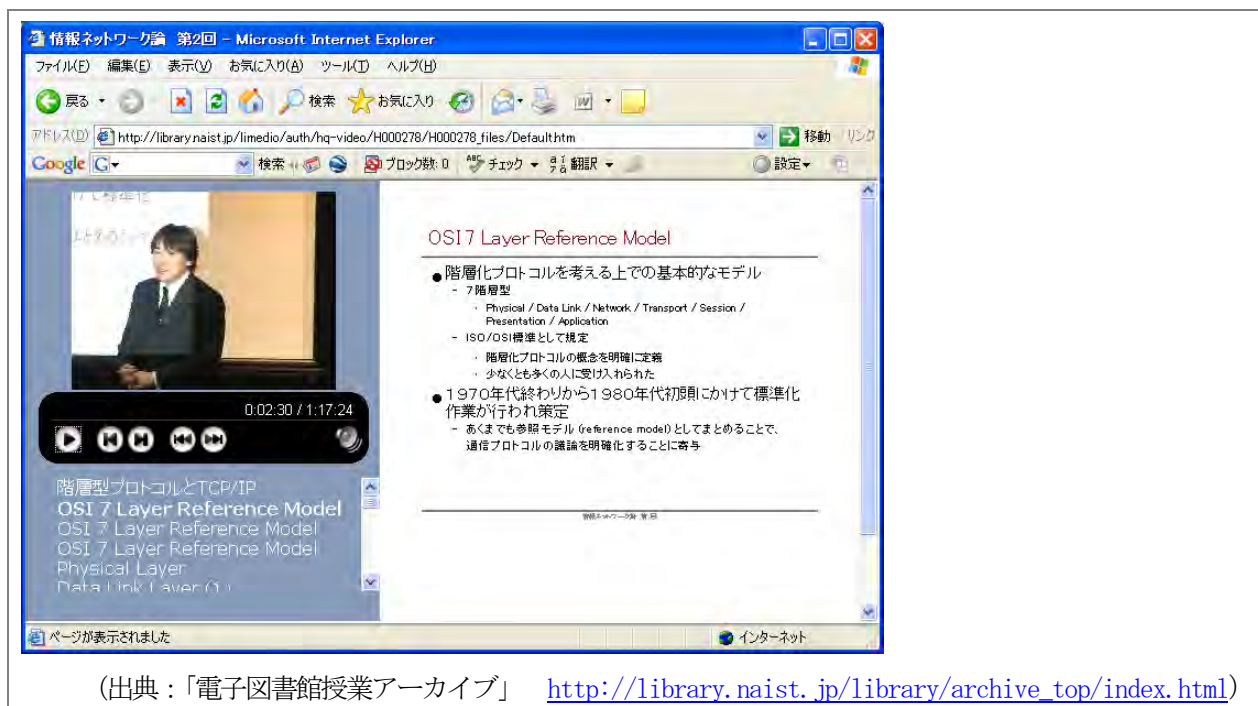 情報ネットワーク論 第2回 - Microsoft Internet Explorer
ファイル(F) 編集(E) 表示(V) お気に入り(A) ツール(T) ヘルプ(H)
戻る 検索 お気に入り
アドレス(D) http://library.naist.jp/limedio/auth/hq-video/H000278/H000278_files/Default.htm 移動 リンク
Google 検索 ブロック数: 0 チェック 翻訳 設定
OSI 7 Layer Reference Model
●階層化プロトコルを考える上での基本的なモデル
- 7階層型
・ Physical / Data Link / Network / Transport / Session /
Presentation / Application
- ISO/OSI標準として規定
・ 階層化プロトコルの概念を明確に定義
・ 少なくとも多くの人に受け入れられた
●1970年代終わりから1980年代初頭にかけて標準化
作業が行われ策定
- あくまでも参照モデル (reference model) としてまとめることで、
通信プロトコルの議論を明確化することに寄与
0:02:30 / 1:17:24
階層型プロトコルとTCP/IP
OSI 7 Layer Reference Model
OSI 7 Layer Reference Model
OSI 7 Layer Reference Model
Physical Layer
Data Link Layer (1)
ページが表示されました インターネット
(出典:「電子図書館授業アーカイブ」 http://library.naist.jp/library/archive_top/index.html)